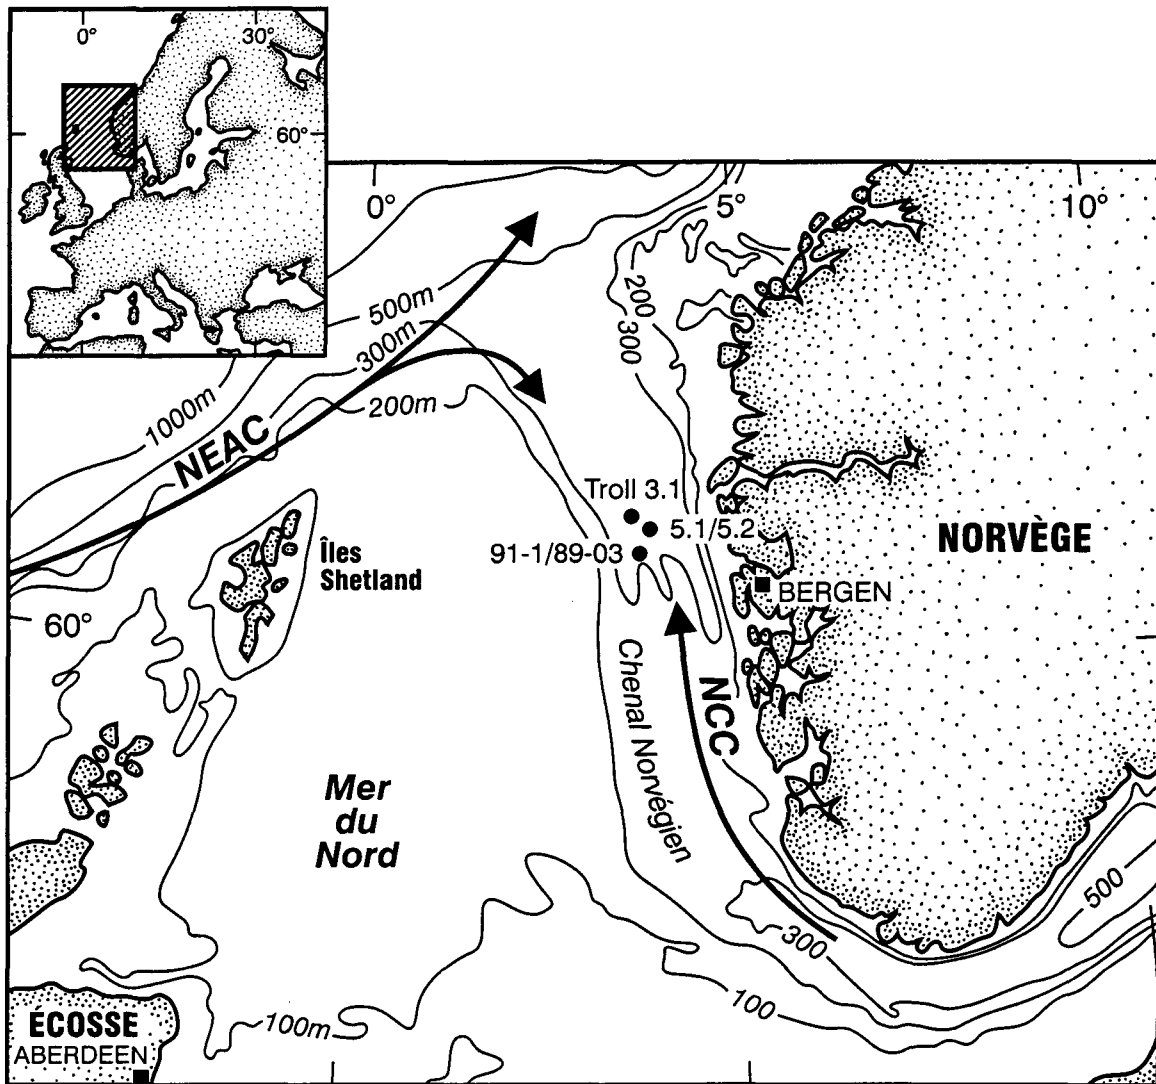 0°
30°
60°
0°
5°
10°
500m
300m
200m
1000m
NEAC
200
300
Troll 3.1
5.1/5.2
91-1/89-03
Îles
Shetland
NORVÈGE
BERGEN
60°
Chenal Norvégien
NCC
Mer
du
Nord
500
300
100
100m
ÉCOSSE
ABERDEEN